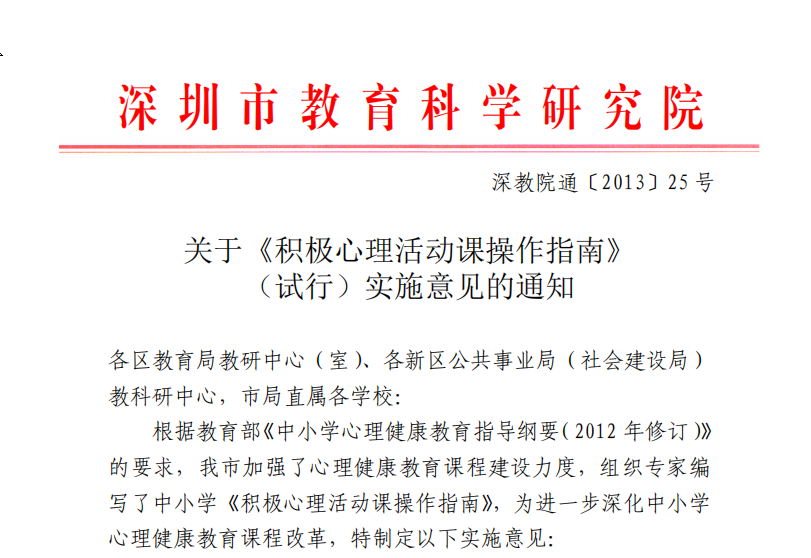 深圳市教育科学研究院
深教院通〔2013〕25号
关于《积极心理活动课操作指南》
（试行）实施意见的通知
各区教育局教研中心（室）、各新区公共事业局（社会建设局）
教科研中心，市局直属各学校：
根据教育部《中小学心理健康教育指导纲要(2012年修订)》
的要求，我市加强了心理健康教育课程建设力度，组织专家编
写了中小学《积极心理活动课操作指南》，为进一步深化中小学
心理健康教育课程改革，特制定以下实施意见：